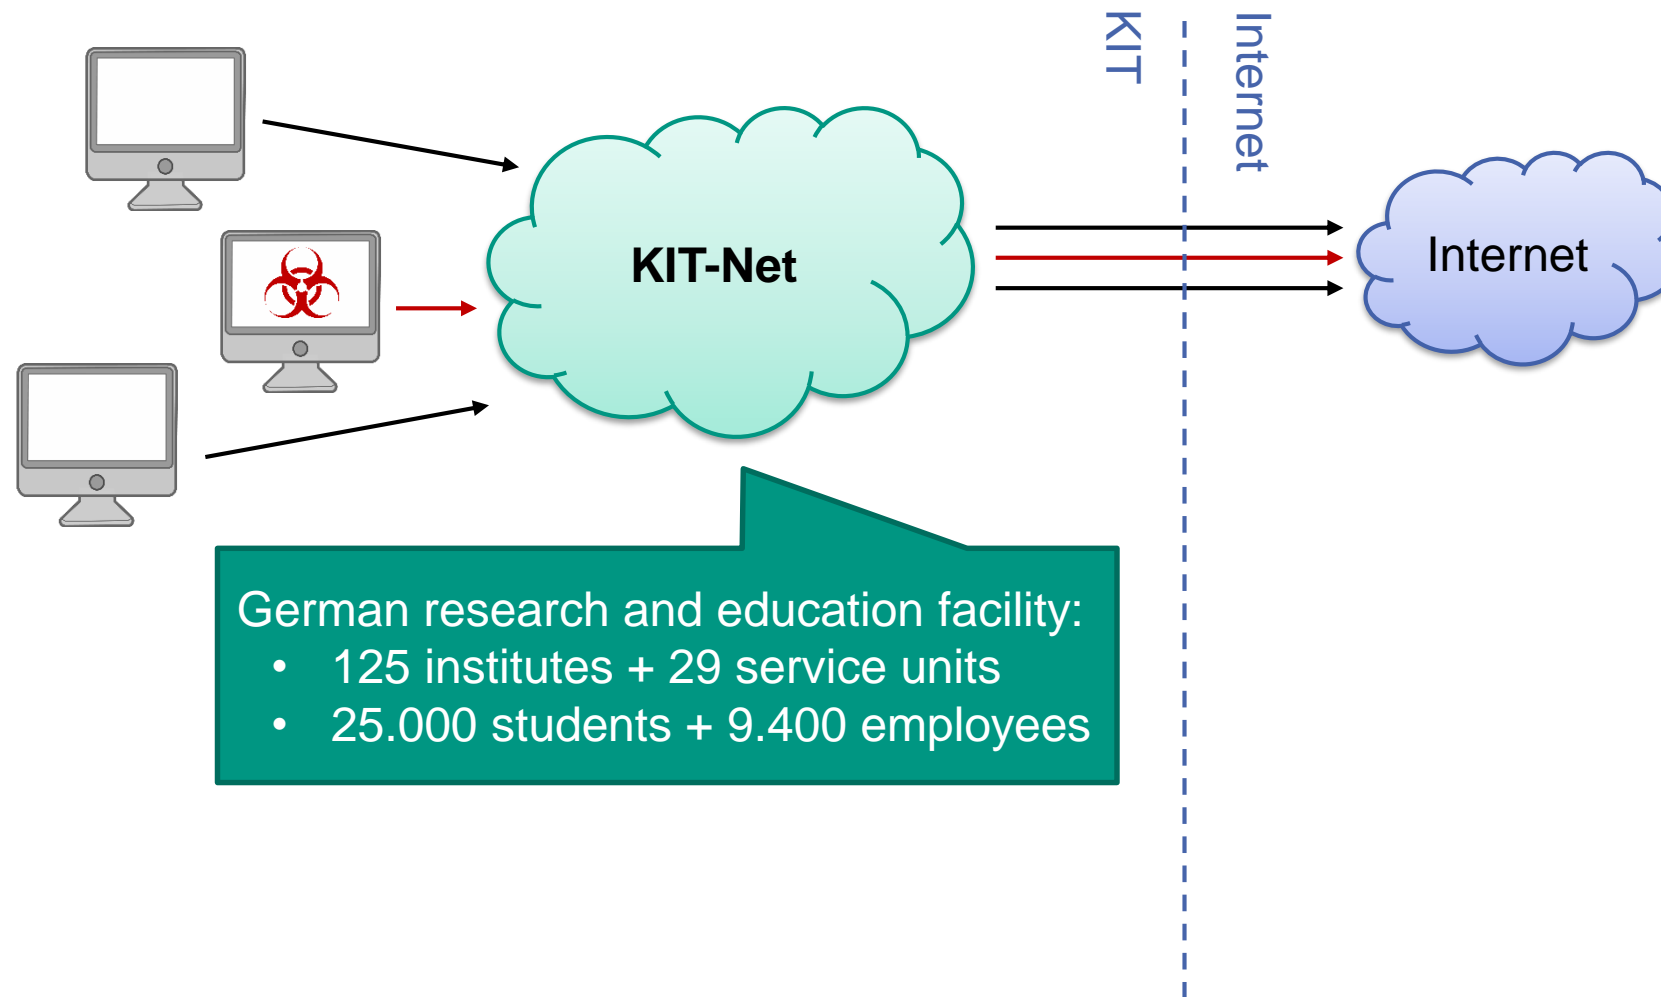 KIT
Internet
KIT-Net
Internet
German research and education facility:
• 125 institutes + 29 service units
• 25.000 students + 9.400 employees